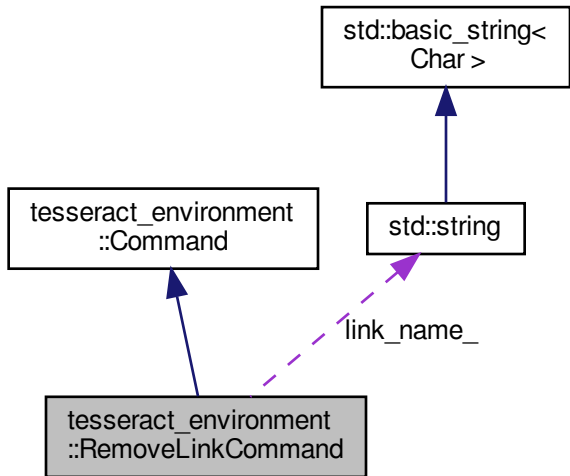 std::basic_string<
Char >
tesseract_environment
::Command
std::string
link_name_
tesseract_environment
::RemoveLinkCommand